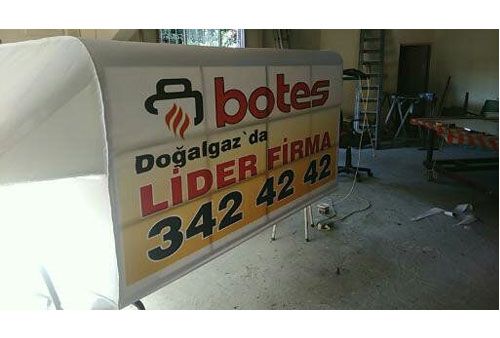 botes
Doğalgaz`da
LİDER FİRMA
342 42 42